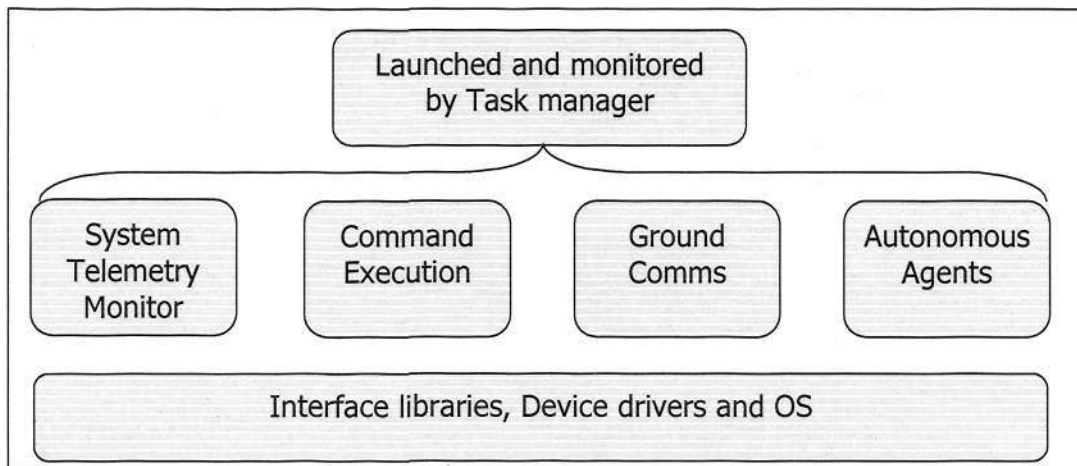 Launched and monitored
by Task manager
System
Telemetry
Monitor
Command
Execution
Ground
Comms
Autonomous
Agents
Interface libraries, Device drivers and OS